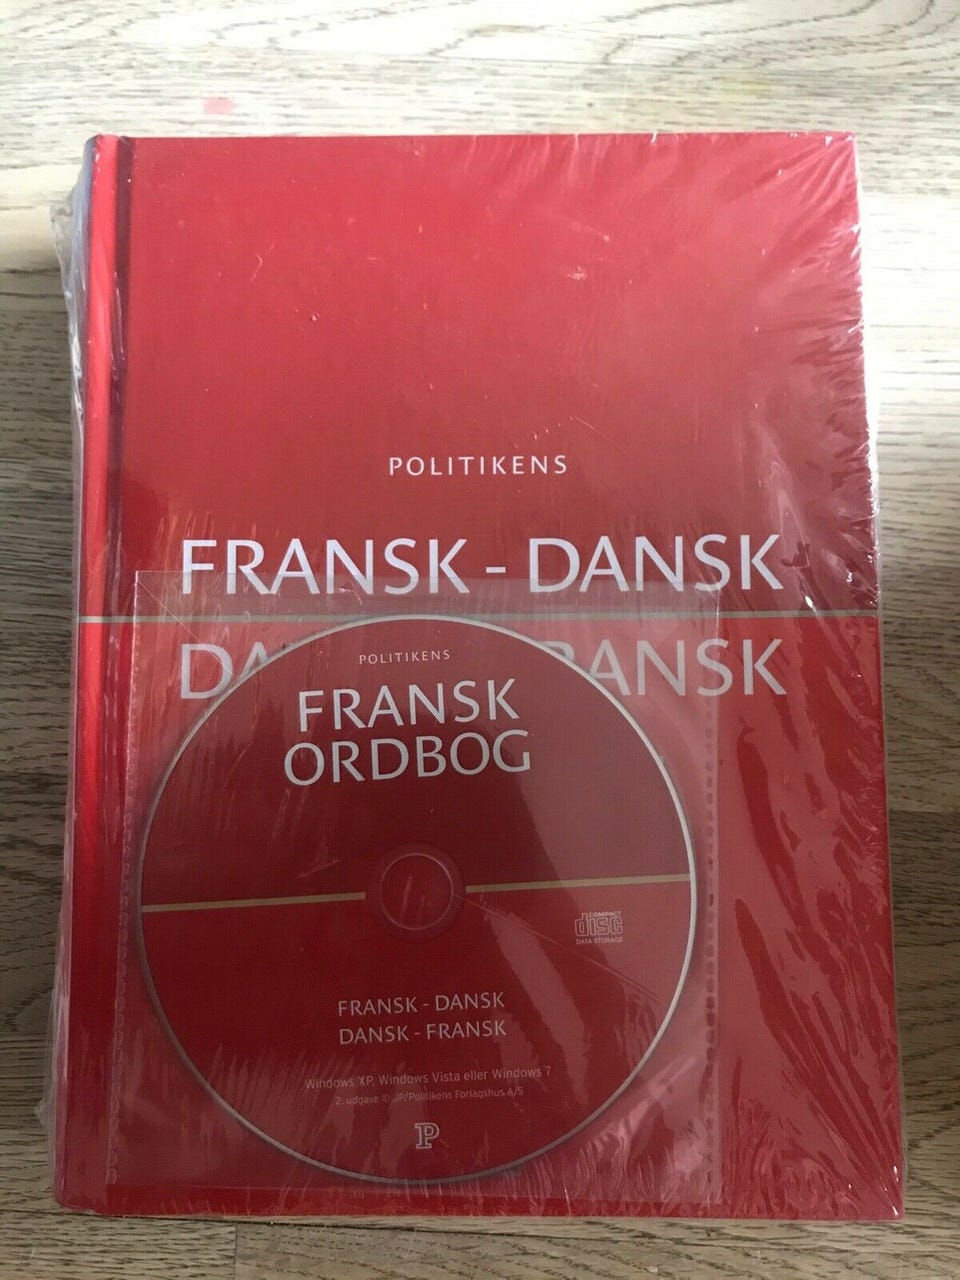 POLITIKENS
FRANSK - DANSK
POLITIKENS
FRANSK
ORDBOG
COMPACT
disc
DATA STORAGE
FRANSK - DANSK
DANSK - FRANSK
Windows XP, Windows Vista eller Windows 7
2. udgave © JP/Politikens Forlagshus A/S
P